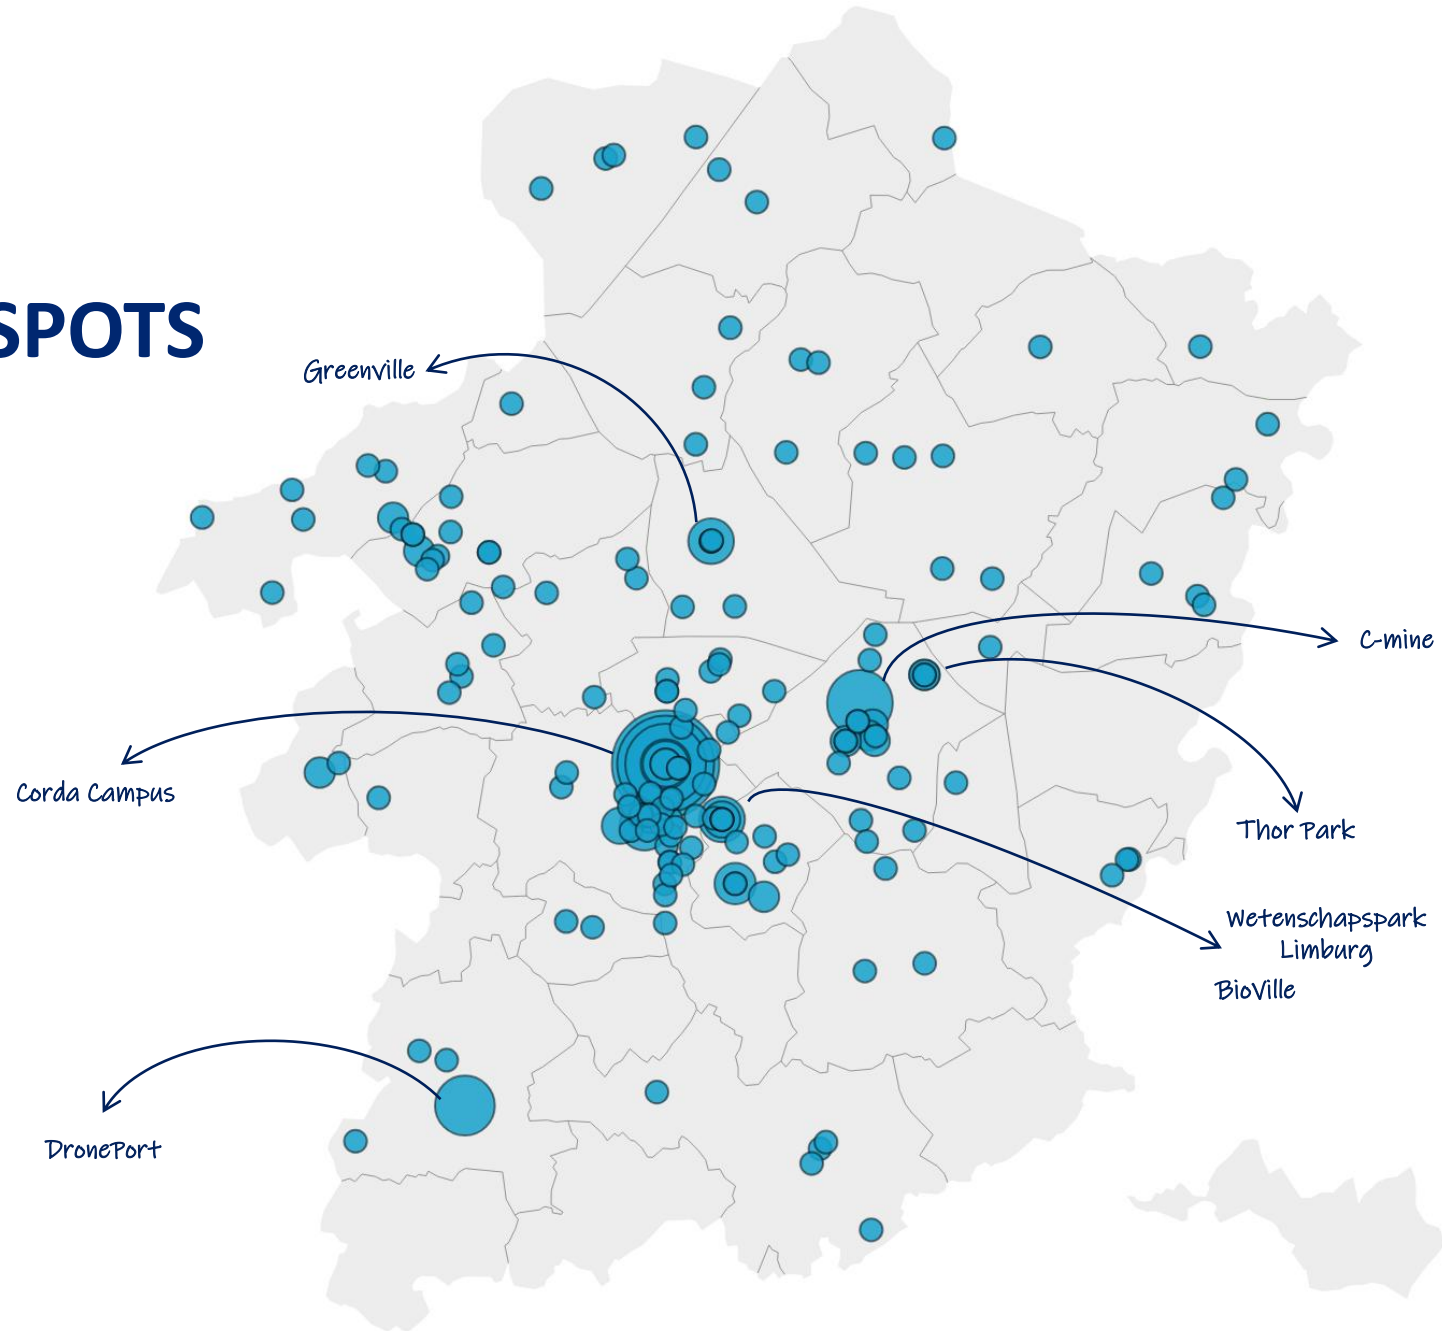 SPOTS
Greenville
C-mine
Corda Campus
Thor Park
Wetenschapspark
Limburg
BioVille
DronePort